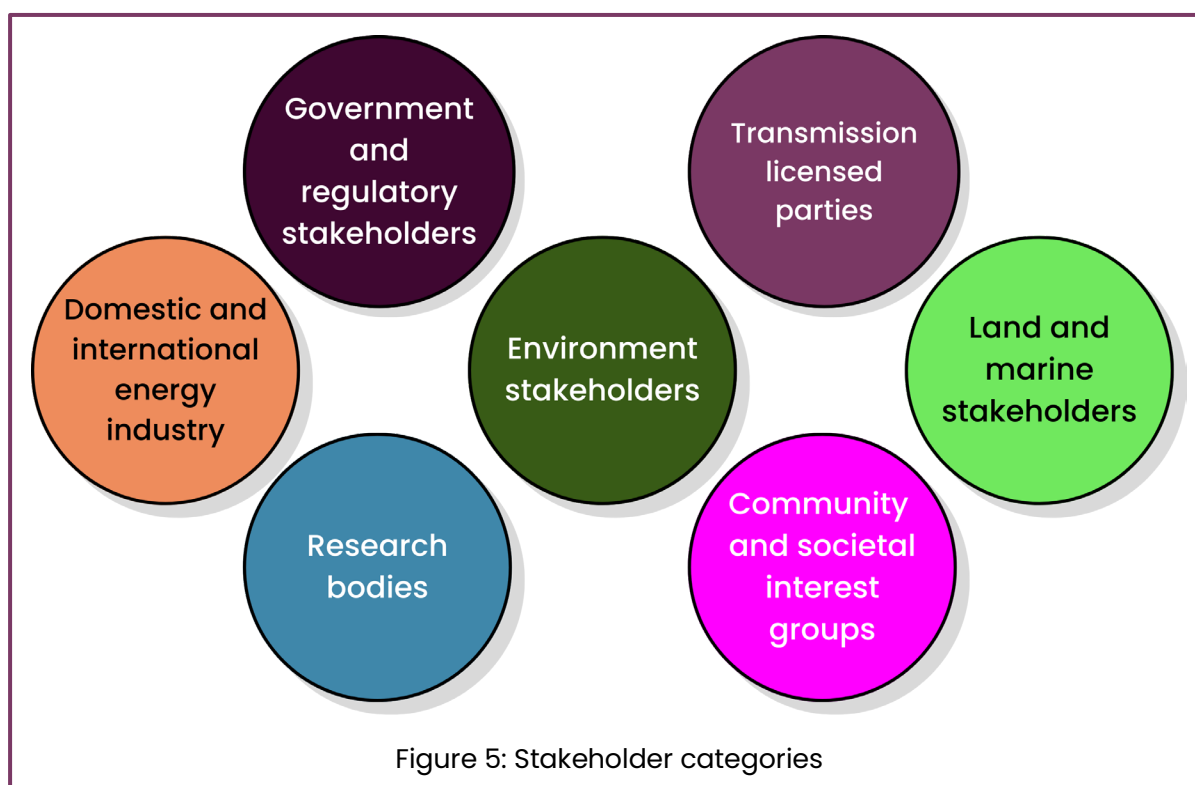 Government
and
regulatory
stakeholders
Transmission
licensed
parties
Domestic and
international
energy
industry
Environment
stakeholders
Land and
marine
stakeholders
Research
bodies
Community
and societal
interest
groups
Figure 5: Stakeholder categories